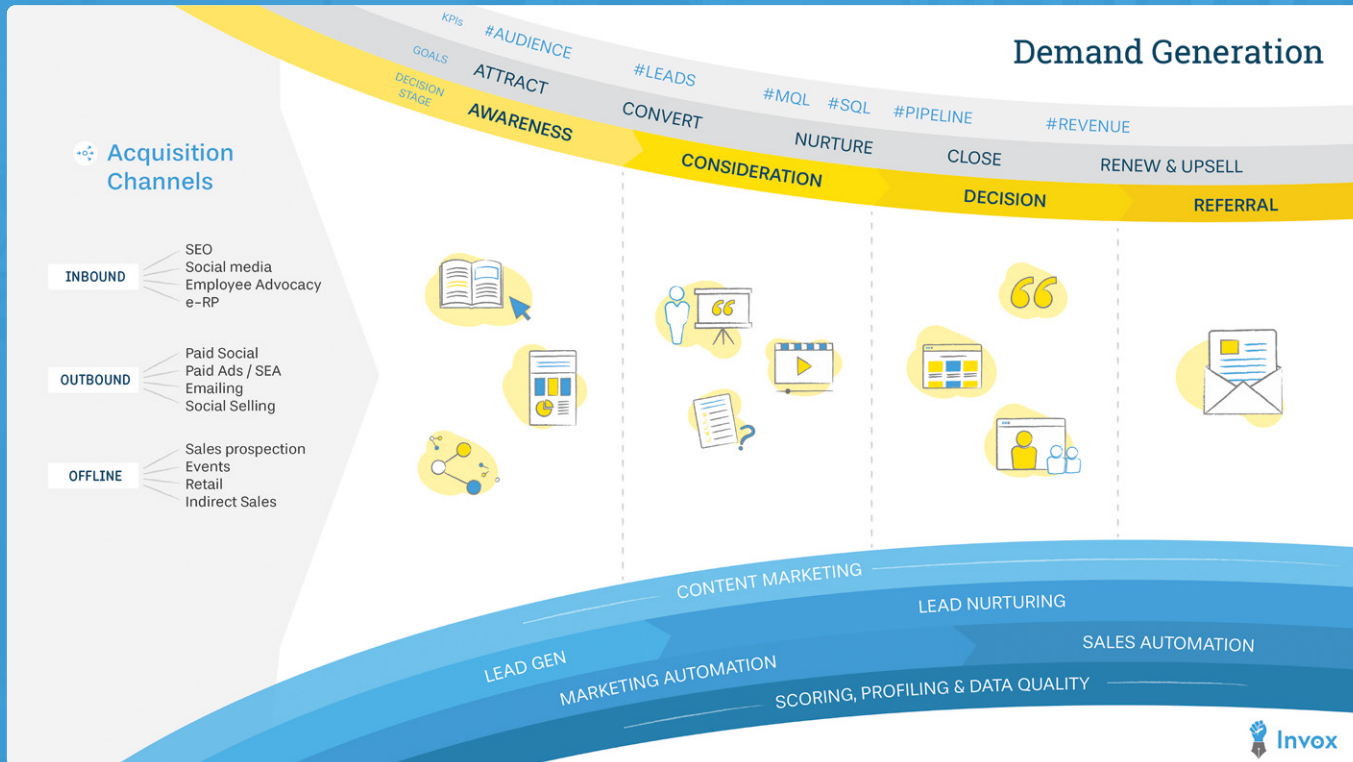 Demand Generation
KPIs
#AUDIENCE
#LEADS
#MQL
#SQL
#PIPELINE
#REVENUE
GOALS
ATTRACT
CONVERT
NURTURE
CLOSE
RENEW & UPSELL
DECISION
STAGE
AWARENESS
CONSIDERATION
DECISION
REFERRAL
Acquisition
Channels
INBOUND
SEO
Social media
Employee Advocacy
e-RP
OUTBOUND
Paid Social
Paid Ads / SEA
Emailing
Social Selling
OFFLINE
Sales prospection
Events
Retail
Indirect Sales
CONTENT MARKETING
LEAD GEN
LEAD NURTURING
MARKETING AUTOMATION
SALES AUTOMATION
SCORING, PROFILING & DATA QUALITY
Invox